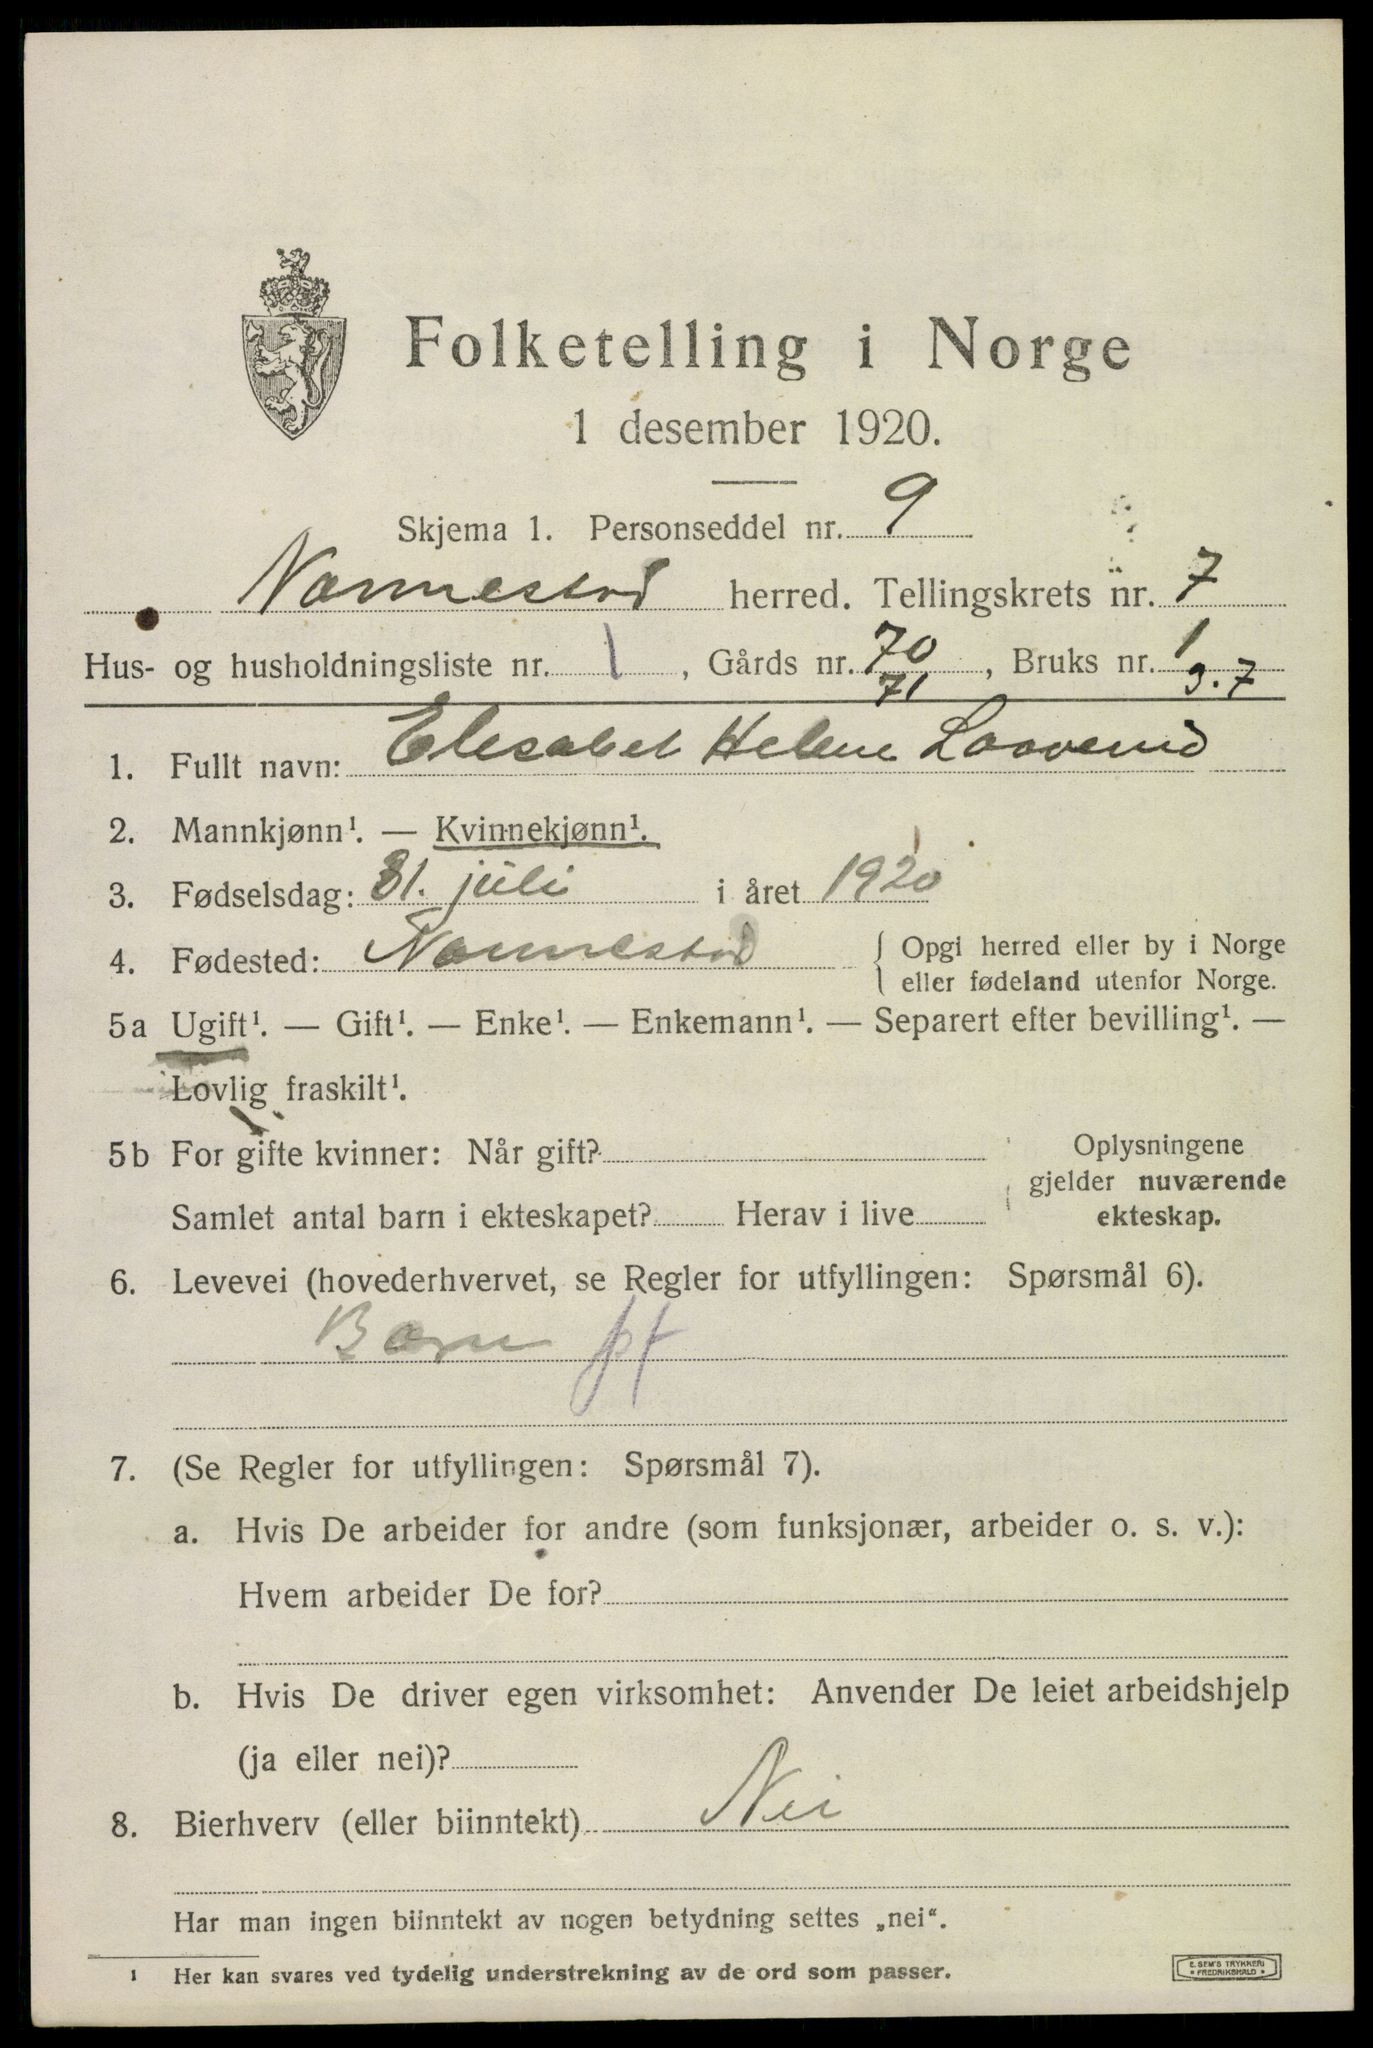 Folketelling i Norge
1 desember 1920.
Skjema 1. Personseddel nr. 9
Nannestad herred. Tellingskrets nr. 7
Hus- og husholdningsliste nr. 1, Gårds nr. 70, Bruks nr. 1
71 3.7
1. Fullt navn: Elesabet Helene
2. Mannkjønn¹. — Kvinnekjønn¹.
3. Fødselsdag: 31. juli i året 1920
4. Fødested: Nannestad { Opgi herred eller by i Norge
eller fødeland utenfor Norge.
5a Ugift¹. — Gift¹. — Enke¹. — Enkemann¹. — Separert efter bevilling¹. —
Lovlig fraskilt¹.
5b For gifte kvinner: Når gift? Oplysningene
gjelder nuværende
Samlet antal barn i ekteskapet? Herav i live ekteskap.
6. Levevei (hovederhvervet, se Regler for utfyllingen: Spørsmål 6).
Barn
7. (Se Regler for utfyllingen: Spørsmål 7).
a. Hvis De arbeider for andre (som funksjonær, arbeider o. s. v.):
Hvem arbeider De for?
b. Hvis De driver egen virksomhet: Anvender De leiet arbeidshjelp
(ja eller nei)?
8. Bierhverv (eller biinntekt) Nei
Har man ingen biinntekt av nogen betydning settes „nei“.
¹ Her kan svares ved tydelig understrekning av de ord som passer.
E. SEM'S TRYKKERI
FREDRIKSHALD